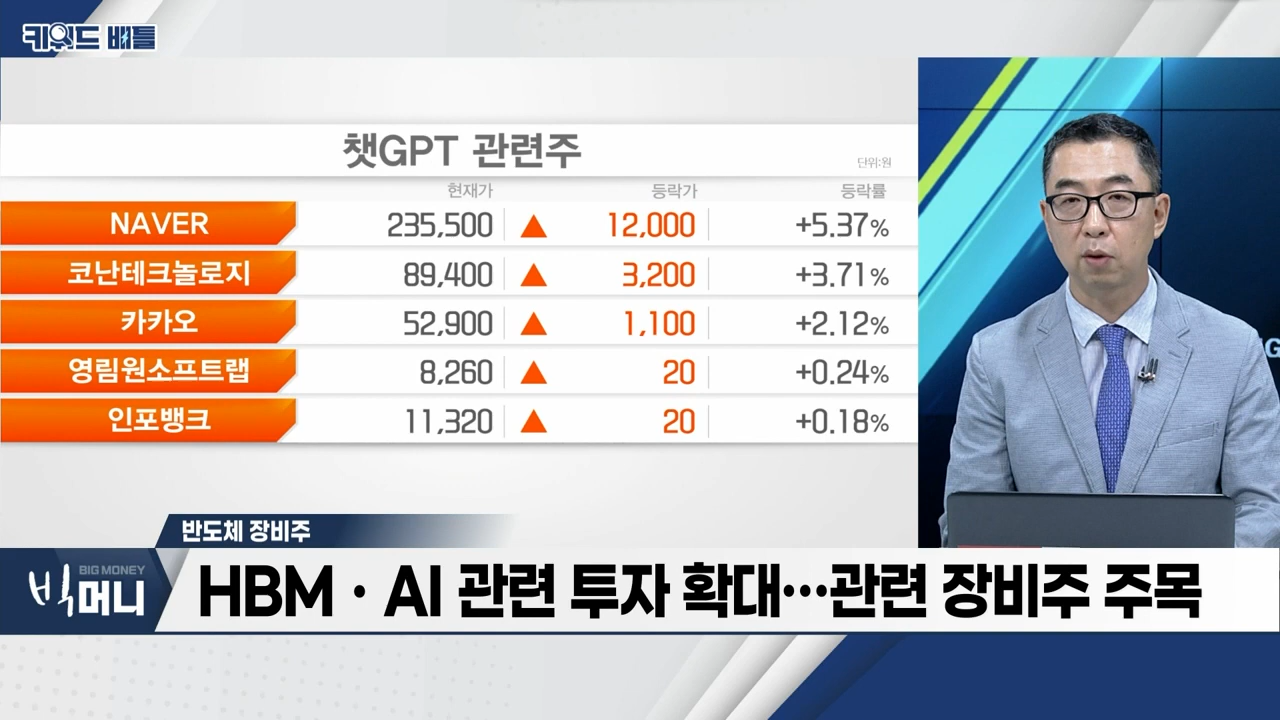 키워드 배틀
챗GPT 관련주
단위:원
현재가 등락가 등락률
NAVER 235,500 ▲ 12,000 +5.37%
코난테크놀로지 89,400 ▲ 3,200 +3.71%
카카오 52,900 ▲ 1,100 +2.12%
영림원소프트랩 8,260 ▲ 20 +0.24%
인포뱅크 11,320 ▲ 20 +0.18%
반도체 장비주
BIG MONEY
빅머니
HBM·AI 관련 투자 확대…관련 장비주 주목